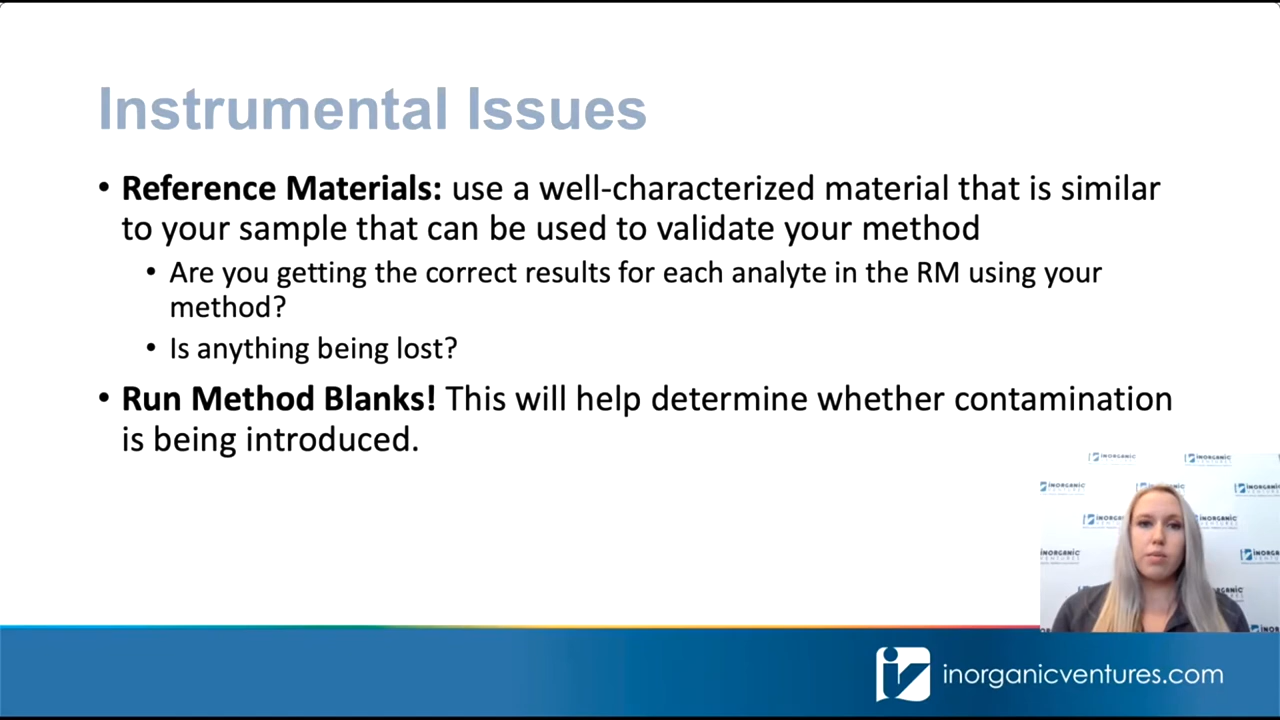 Instrumental Issues
• Reference Materials: use a well-characterized material that is similar
to your sample that can be used to validate your method
• Are you getting the correct results for each analyte in the RM using your
method?
• Is anything being lost?
• Run Method Blanks! This will help determine whether contamination
is being introduced.
INORGANIC
VENTURES
inorganicventures.com